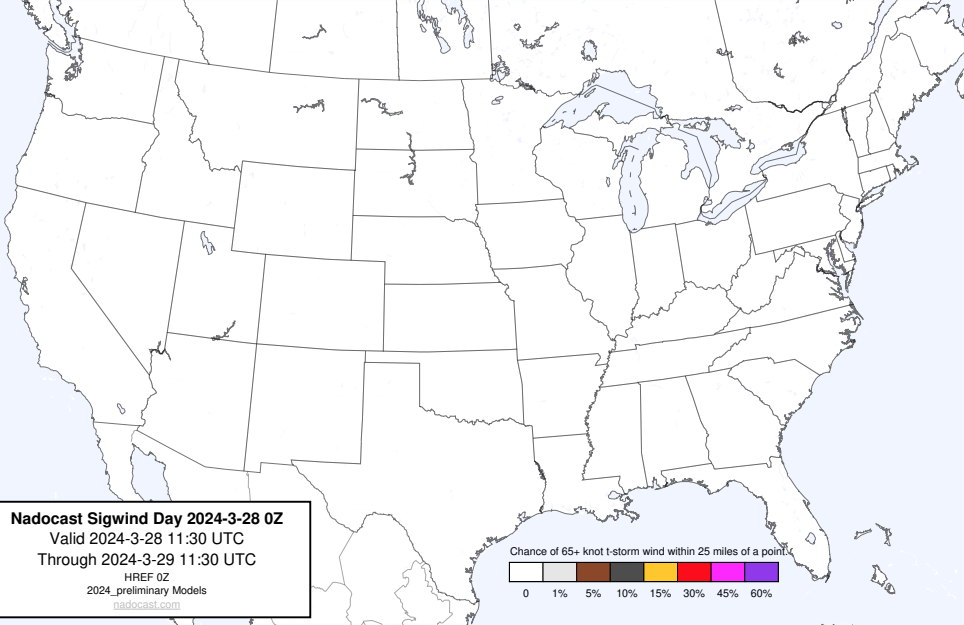 Nadocast Sigwind Day 2024-3-28 0Z
Valid 2024-3-28 11:30 UTC
Through 2024-3-29 11:30 UTC
HREF 0Z
2024_preliminary Models
nadocast.com
Chance of 65+ knot t-storm wind within 25 miles of a point.
0 1% 5% 10% 15% 30% 45% 60%